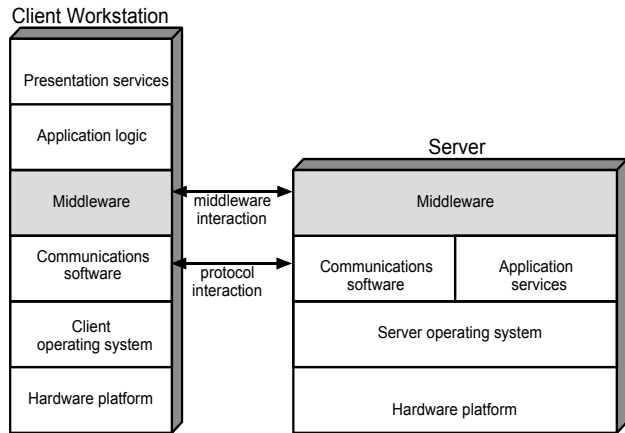 Client Workstation
Presentation services
Application logic
Middleware
Communications
software
Client
operating system
Hardware platform
middleware
interaction
protocol
interaction
Server
Middleware
Communications
software
Application
services
Server operating system
Hardware platform